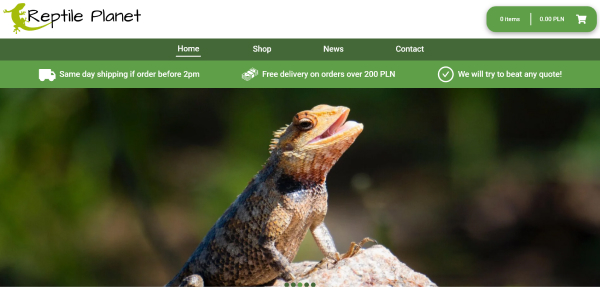 Reptile Planet
0 items
0.00 PLN
Home
Shop
News
Contact
Same day shipping if order before 2pm
Free delivery on orders over 200 PLN
We will try to beat any quote!